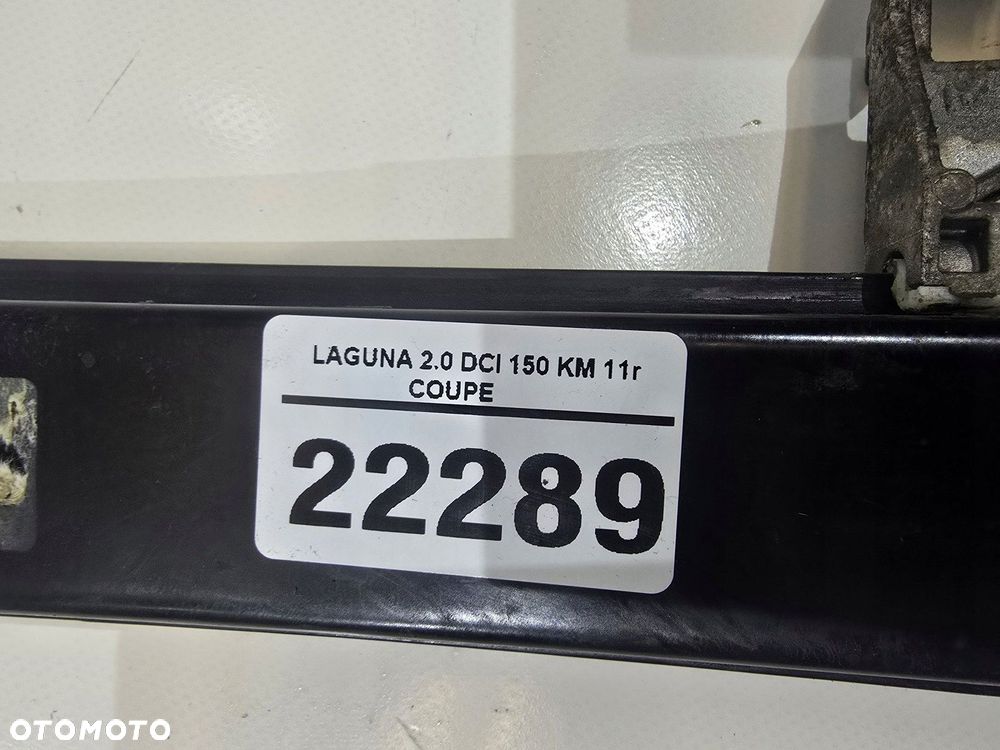 LAGUNA 2.0 DCI 150 KM 11r
COUPE
22289
OTOMOTO